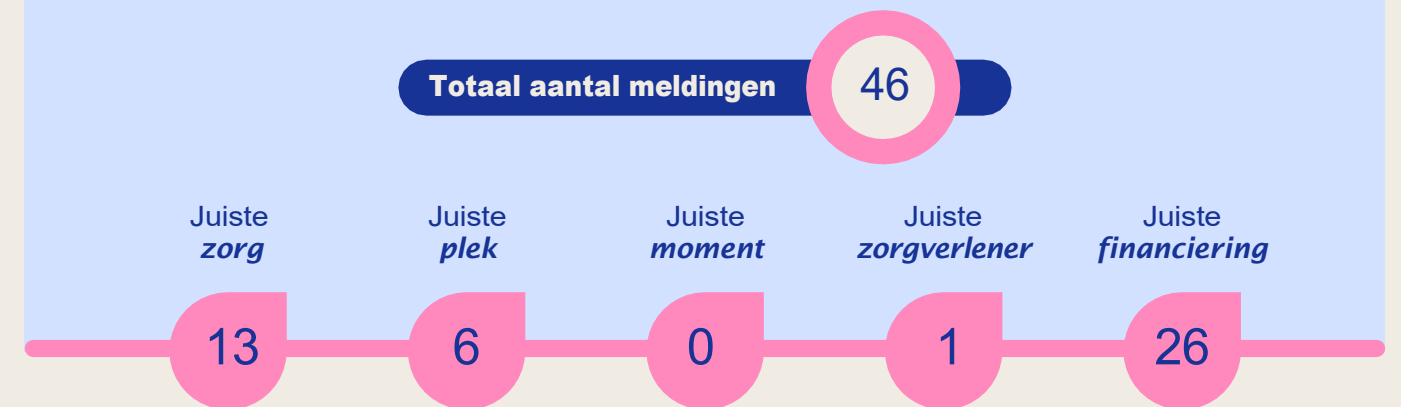 Totaal aantal meldingen 46
Juiste Juiste Juiste Juiste Juiste
zorg plek moment zorgverlener financiering
13 6 0 1 26